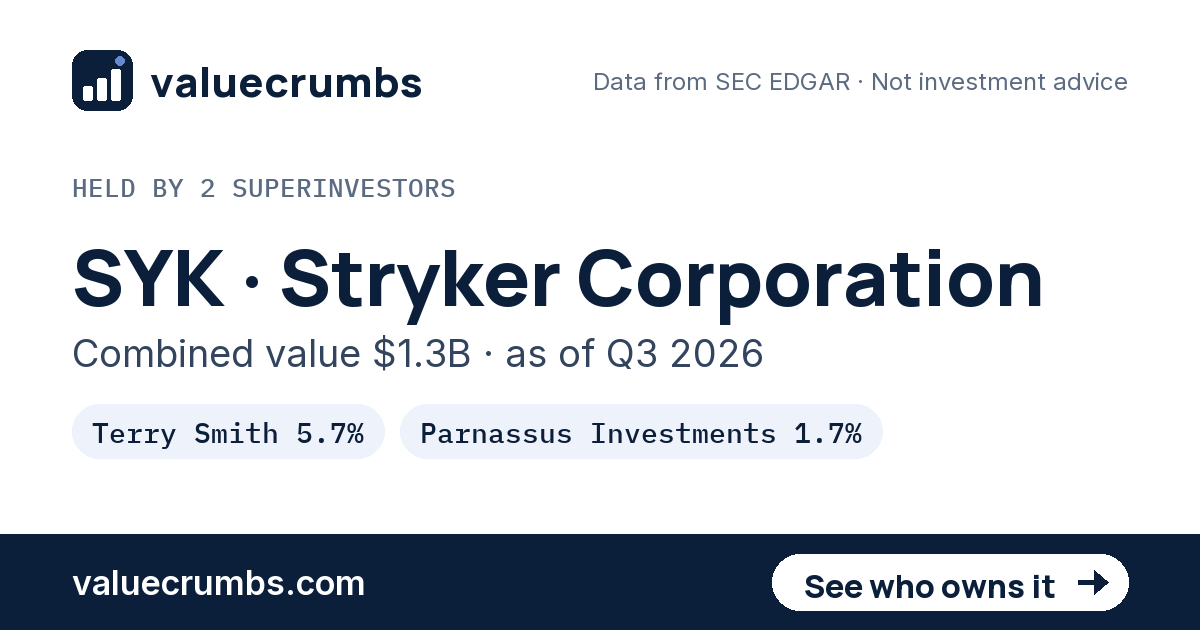 valuecrumbs
Data from SEC EDGAR · Not investment advice
HELD BY 2 SUPERINVESTORS
SYK · Stryker Corporation
Combined value $1.3B · as of Q3 2026
Terry Smith 5.7%
Parnassus Investments 1.7%
valuecrumbs.com
See who owns it →